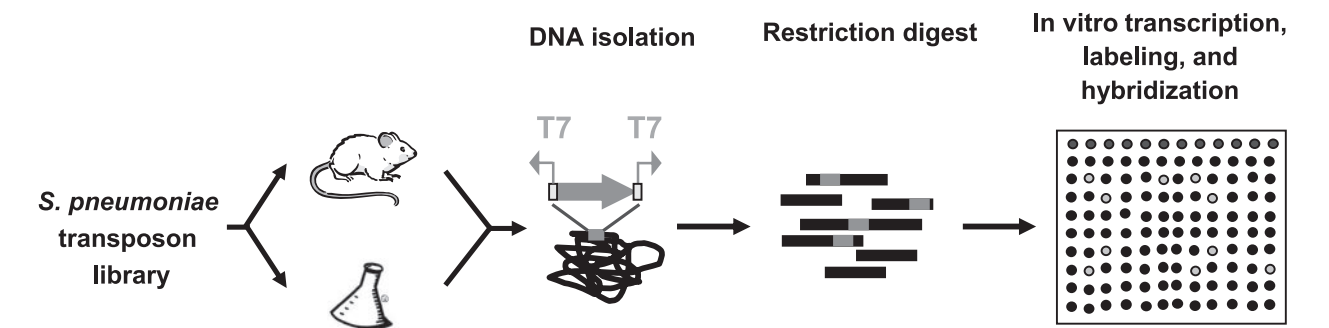 DNA isolation
Restriction digest
In vitro transcription,
labeling, and
hybridization
T7
T7
S. pneumoniae
transposon
library